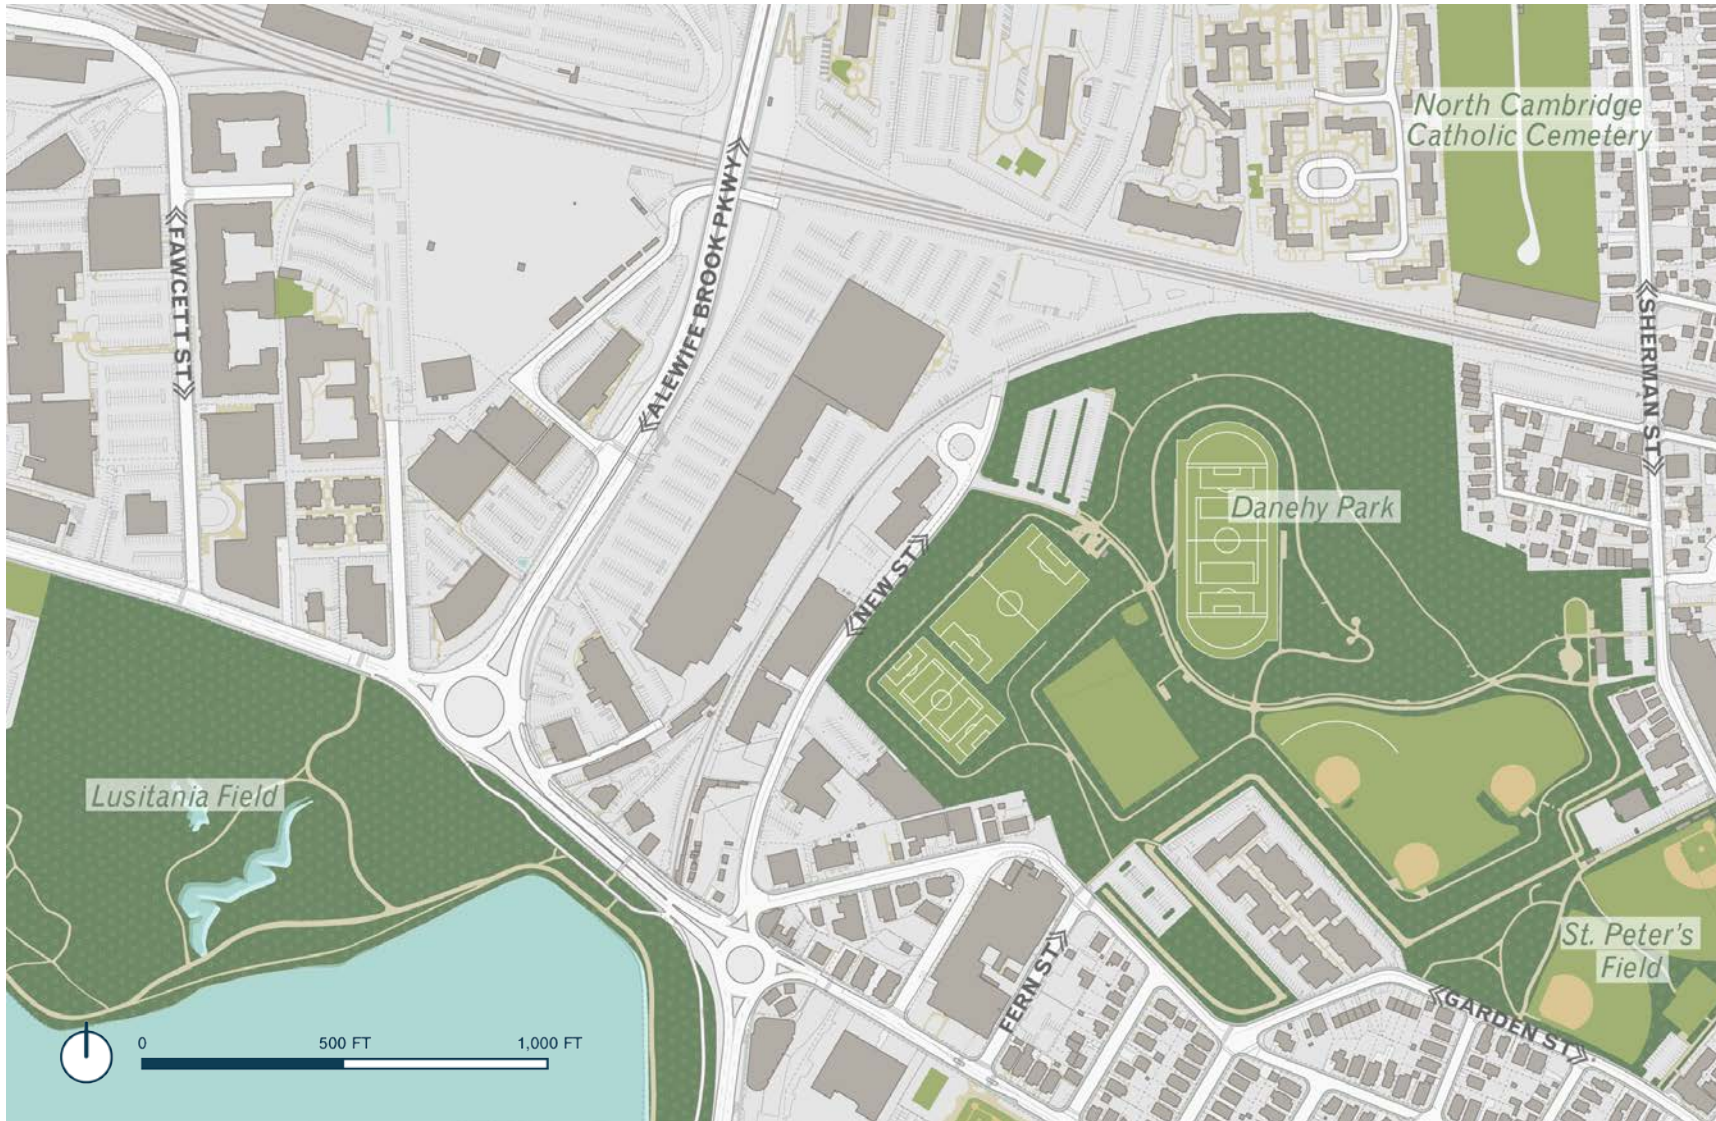 North Cambridge
Catholic Cemetery
FAWCETT ST
ALEWIFE BROOK PKWY
SHERMAN ST
Danehy Park
NEW ST
Lusitania Field
St. Peter's
Field
FERN ST
GARDEN ST
0 500 FT 1,000 FT